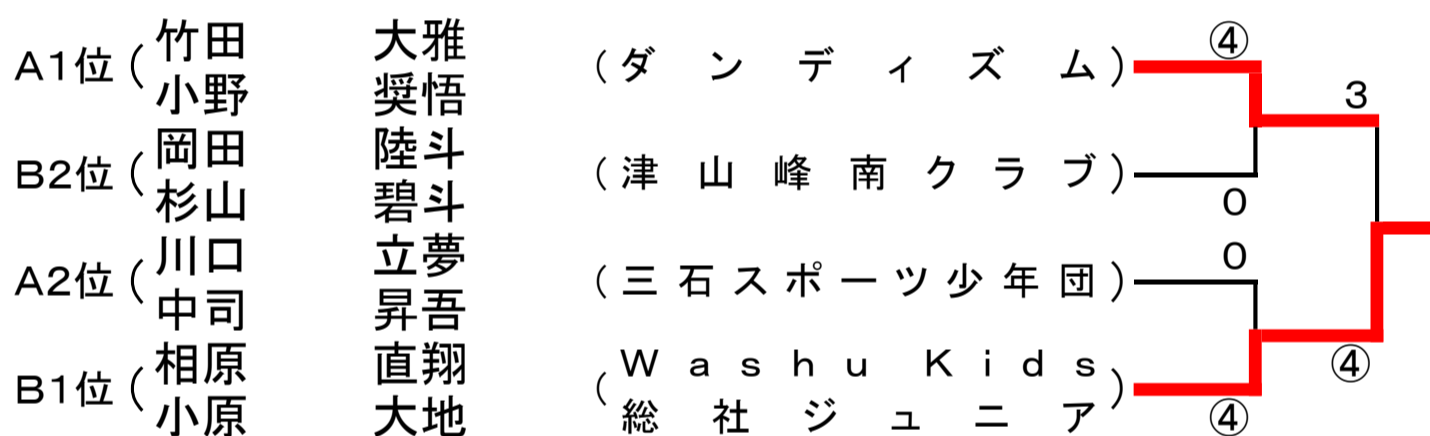 A1位 ( 竹田 大雅 (ダンディズム) ④
小野 奨悟
3
B2位 ( 岡田 陸斗 (津山峰南クラブ)
杉山 碧斗 0
A2位 ( 川口 立夢 (三石スポーツ少年団) 0
中司 昇吾
B1位 ( 相原 直翔 (Washu Kids ④
小原 大地 総社ジュニア) ④